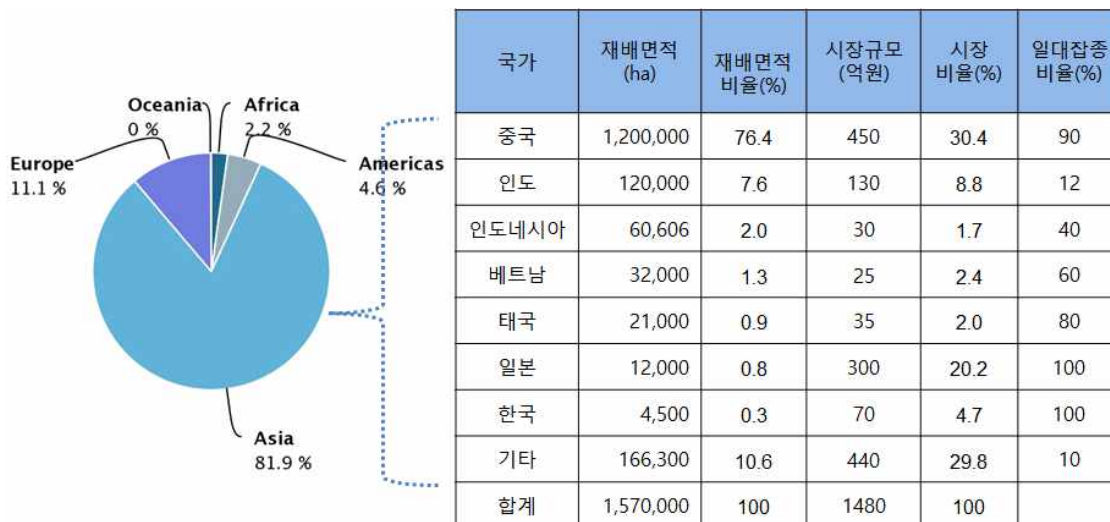 Oceania
0 %
Africa
2.2 %
Europe
11.1 %
Americas
4.6 %
Asia
81.9 %
국가 재배면적 (ha) 재배면적 비율(%) 시장규모 (억원) 시장 비율(%) 일대잡종 비율(%)
중국 1,200,000 76.4 450 30.4 90
인도 120,000 7.6 130 8.8 12
인도네시아 60,606 2.0 30 1.7 40
베트남 32,000 1.3 25 2.4 60
태국 21,000 0.9 35 2.0 80
일본 12,000 0.8 300 20.2 100
한국 4,500 0.3 70 4.7 100
기타 166,300 10.6 440 29.8 10
합계 1,570,000 100 1480 100